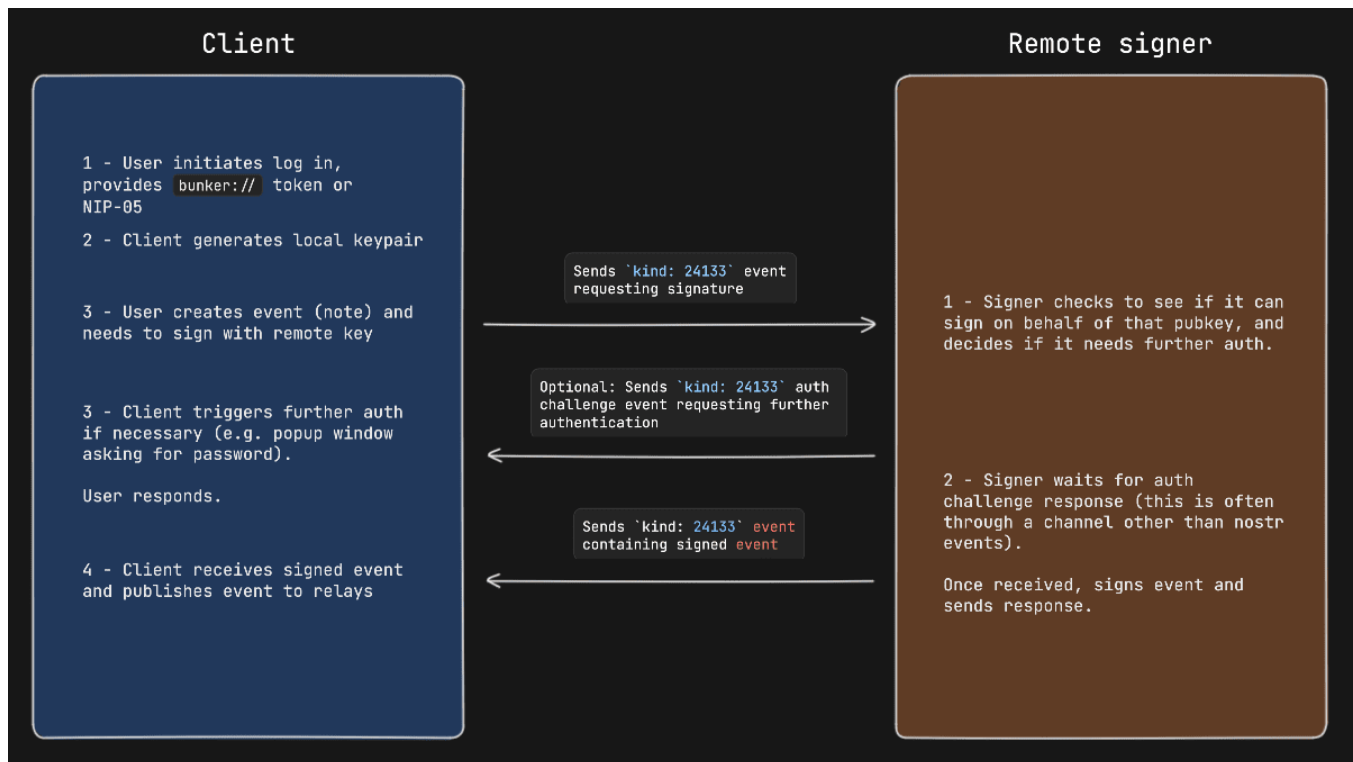 Client
Remote signer
1 - User initiates log in,
provides bunker:// token or
NIP-05
2 - Client generates local keypair
3 - User creates event (note) and
needs to sign with remote key
3 - Client triggers further auth
if necessary (e.g. popup window
asking for password).
User responds.
4 - Client receives signed event
and publishes event to relays
Sends `kind: 24133` event
requesting signature
Optional: Sends `kind: 24133` auth
challenge event requesting further
authentication
Sends `kind: 24133` event
containing signed event
1 - Signer checks to see if it can
sign on behalf of that pubkey, and
decides if it needs further auth.
2 - Signer waits for auth
challenge response (this is often
through a channel other than nostr
events).
Once received, signs event and
sends response.